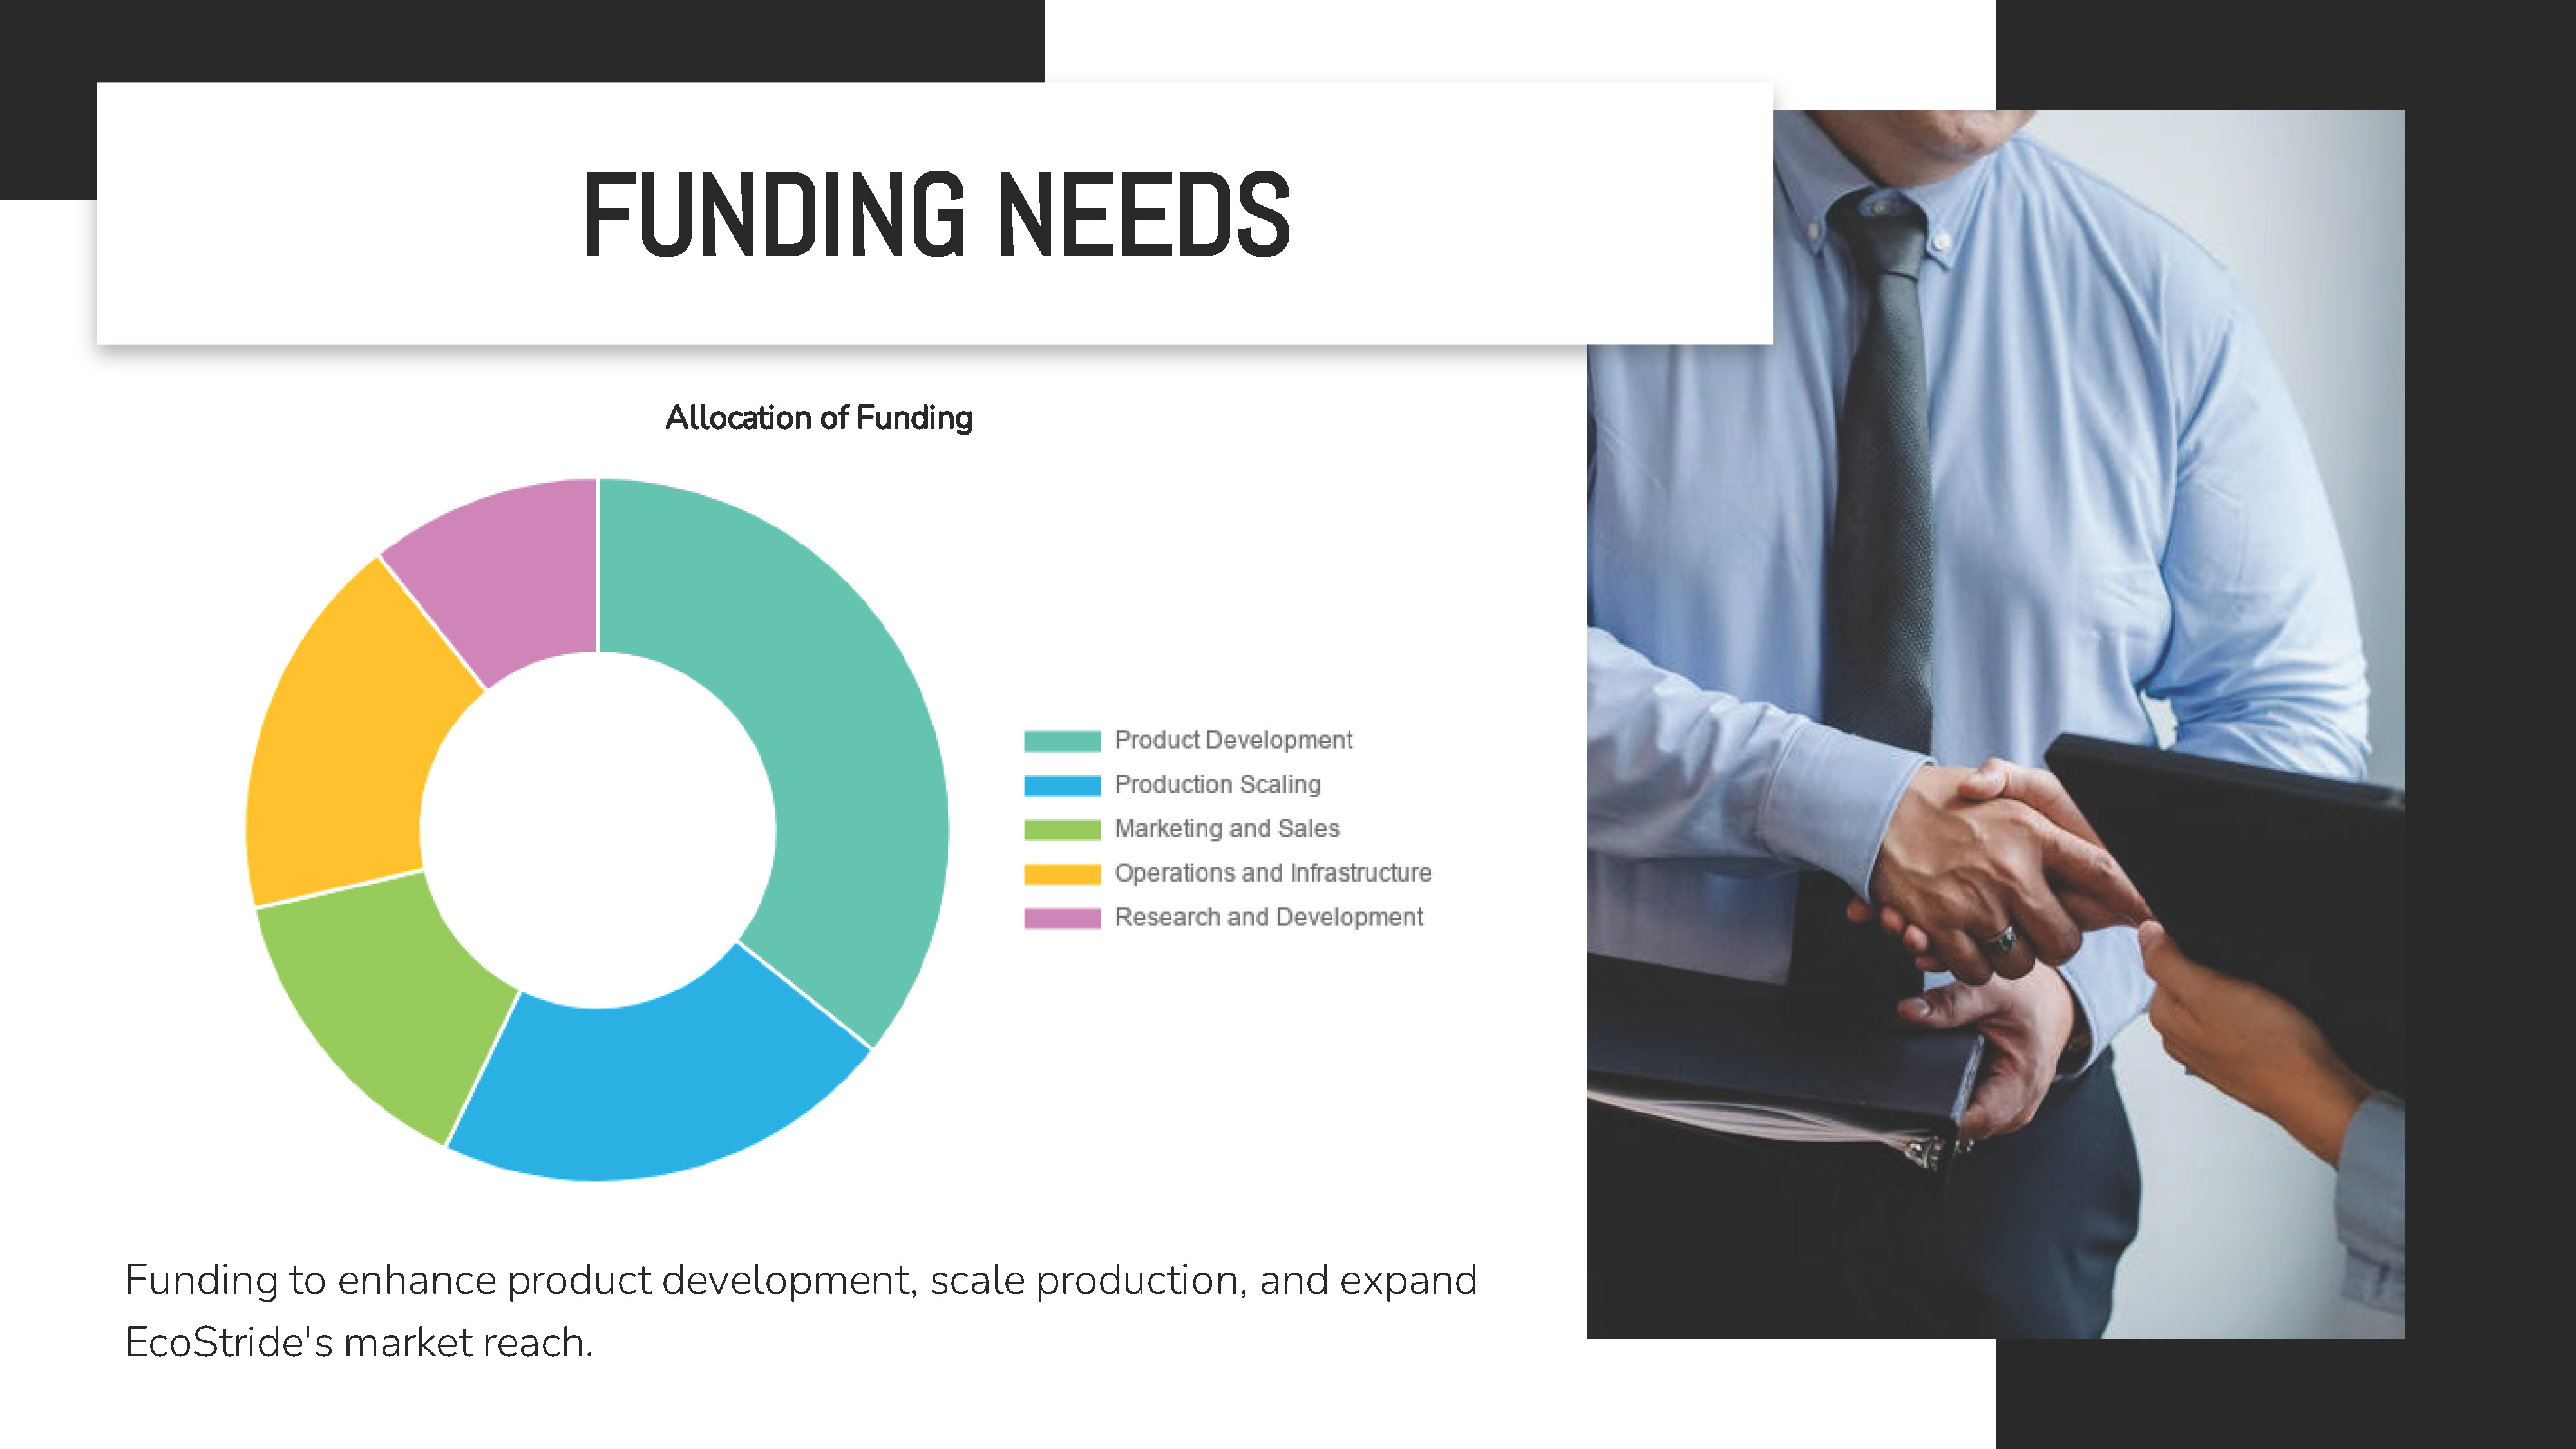 FUNDING NEEDS
Allocation of Funding
Product Development
Production Scaling
Marketing and Sales
Operations and Infrastructure
Research and Development
Funding to enhance product development, scale production, and expand
EcoStride's market reach.